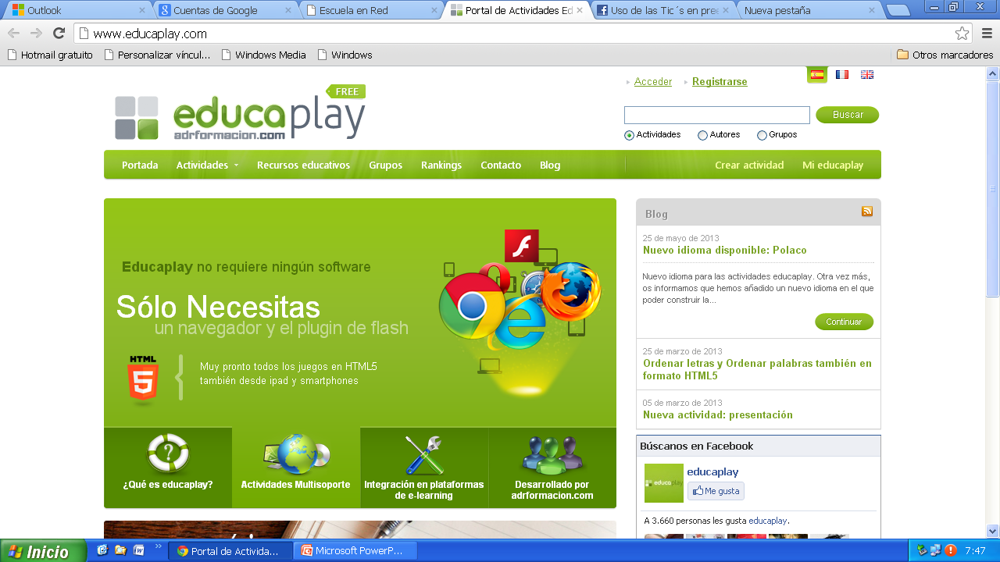 Outlook
Cuentas de Google
Escuela en Red
Portal de Actividades Ed
Uso de las Tic´s en pree
Nueva pestaña
www.educaplay.com
Hotmail gratuito
Personalizar víncul...
Windows Media
Windows
Otros marcadores
Acceder
Registrarse
FREE
educaplay
adrformacion.com
Buscar
Actividades
Autores
Grupos
Portada
Actividades
Recursos educativos
Grupos
Rankings
Contacto
Blog
Crear actividad
Mi educaplay
Educaplay no requiere ningún software
Sólo Necesitas
un navegador y el plugin de flash
HTML
5
Muy pronto todos los juegos en HTML5
también desde ipad y smartphones
¿Qué es educaplay?
Actividades Multisoporte
Integración en plataformas
de e-learning
Desarrollado por
adrformacion.com
Blog
25 de mayo de 2013
Nuevo idioma disponible: Polaco
Nuevo idioma para las actividades educaplay. Otra vez más,
os informamos que hemos añadido un nuevo idioma en el que
poder construir la...
Continuar
25 de marzo de 2013
Ordenar letras y Ordenar palabras también en
formato HTML5
05 de marzo de 2013
Nueva actividad: presentación
Búscanos en Facebook
educaplay
educaplay
Me gusta
A 3.660 personas les gusta educaplay.
Inicio
Portal de Activida...
Microsoft PowerP...
7:47